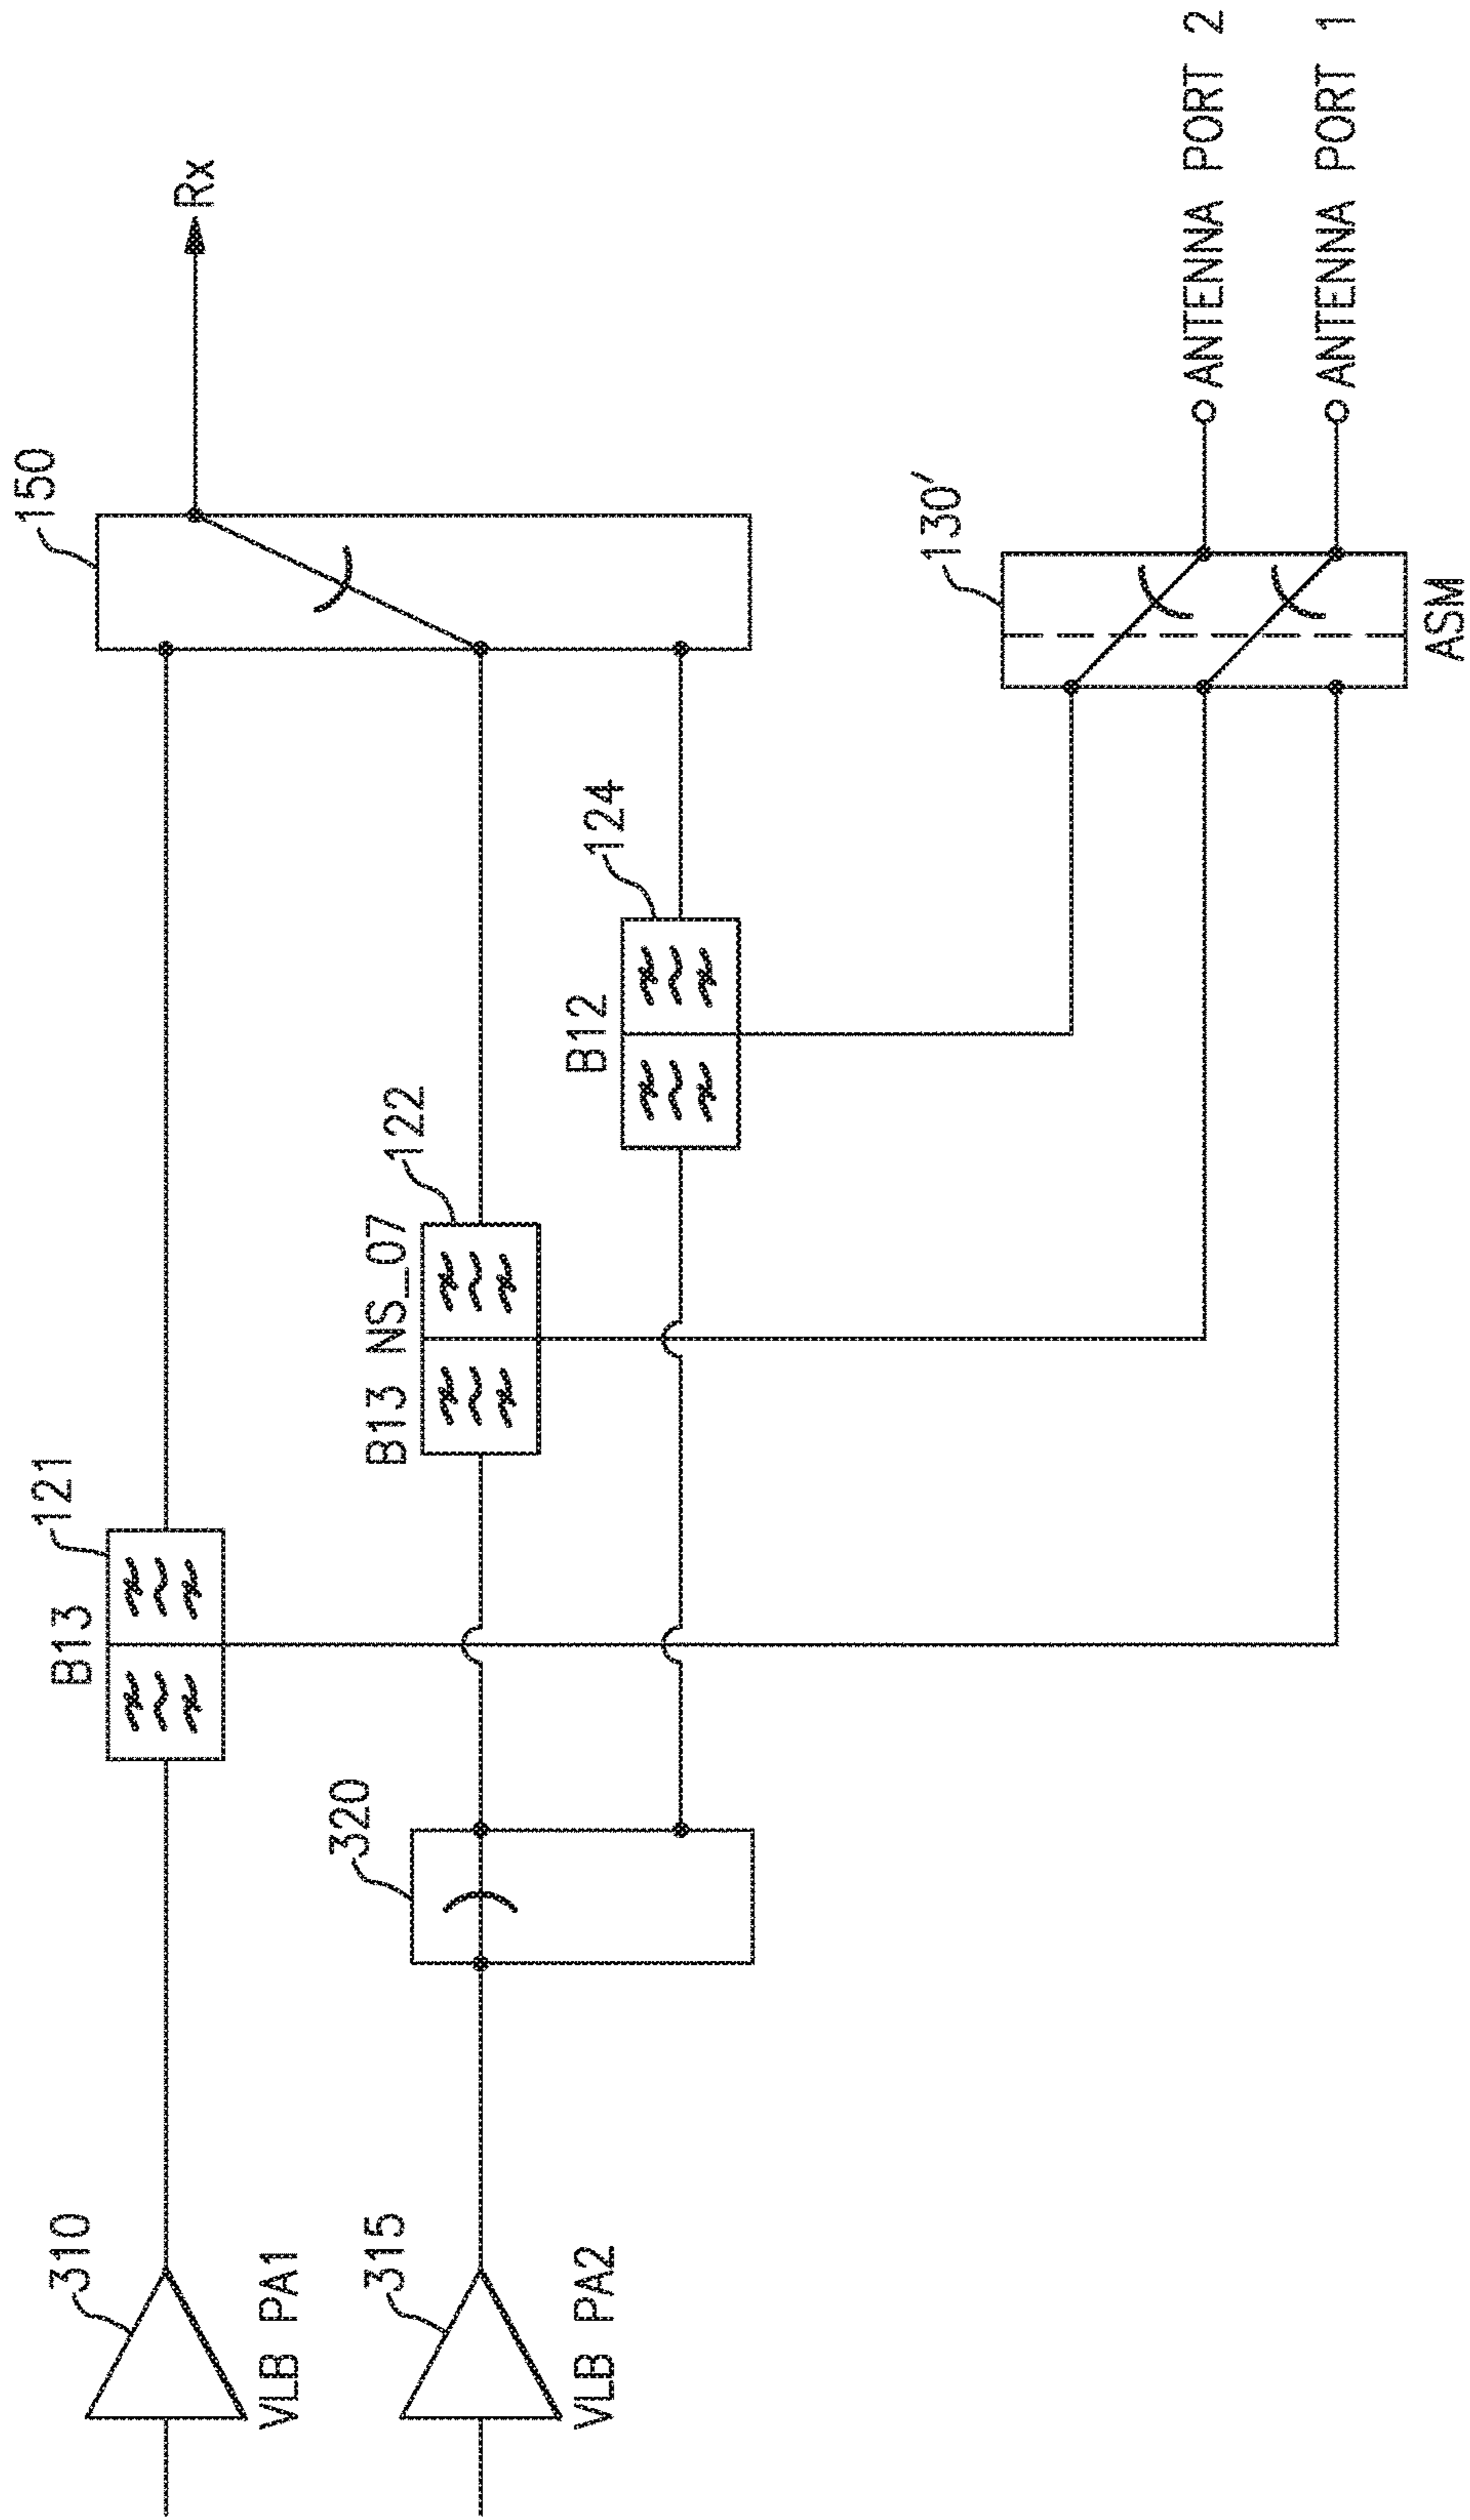 310
VLB PA1
315
VLB PA2
320
B13
121
B13 NS_07
122
B12
124
150
Rx
130'
ASM
ANTENNA PORT 2
ANTENNA PORT 1